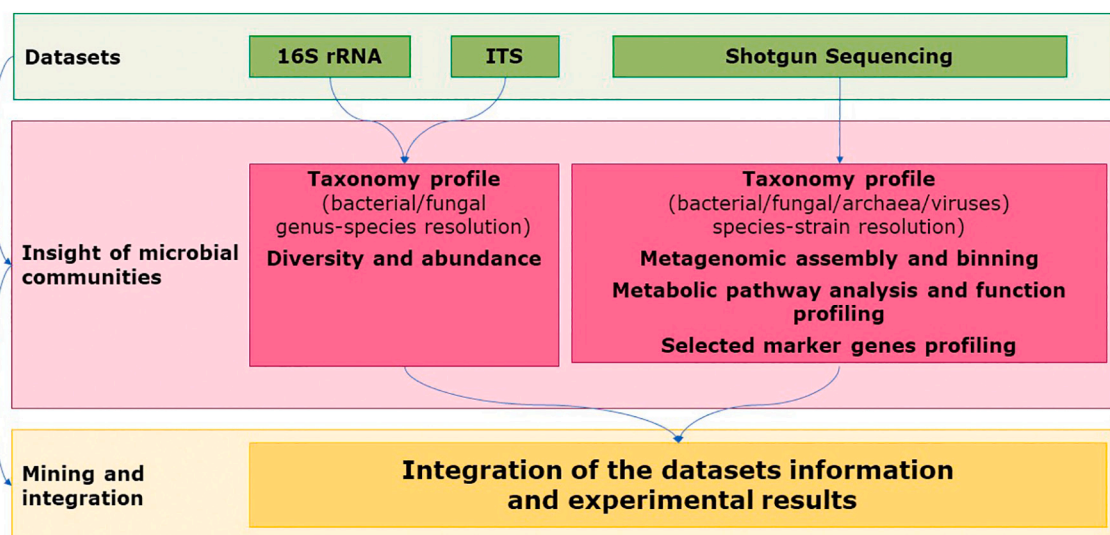 Datasets
16S rRNA
ITS
Shotgun Sequencing
Insight of microbial
communities
Taxonomy profile
(bacterial/fungal
genus-species resolution)
Diversity and abundance
Taxonomy profile
(bacterial/fungal/archaea/viruses)
species-strain resolution)
Metagenomic assembly and binning
Metabolic pathway analysis and function
profiling
Selected marker genes profiling
Mining and
integration
Integration of the datasets information
and experimental results